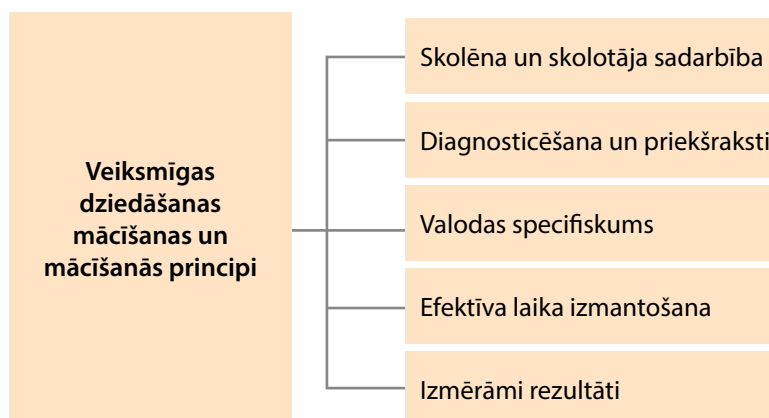 Veiksmīgas
dziedāšanas
mācīšanas un
mācīšanās principi
Skolēna un skolotāja sadarbība
Diagnosticēšana un priekšraksti
Valodas specifiskums
Efektīva laika izmantošana
Izmērāmi rezultāti